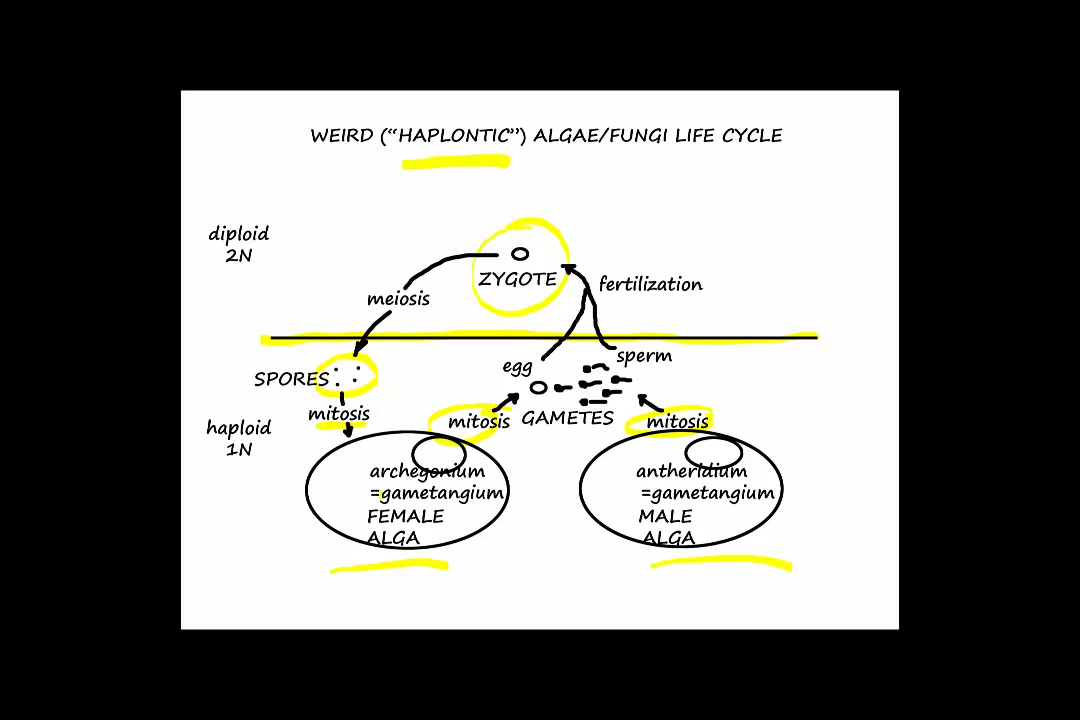 WEIRD (“HAPLONTIC”) ALGAE/FUNGI LIFE CYCLE
diploid
2N
ZYGOTE
fertilization
meiosis
egg
sperm
SPORES
mitosis
haploid
1N
mitosis
GAMETES
mitosis
archegonium
=gametangium
FEMALE
ALGA
antheridium
=gametangium
MALE
ALGA